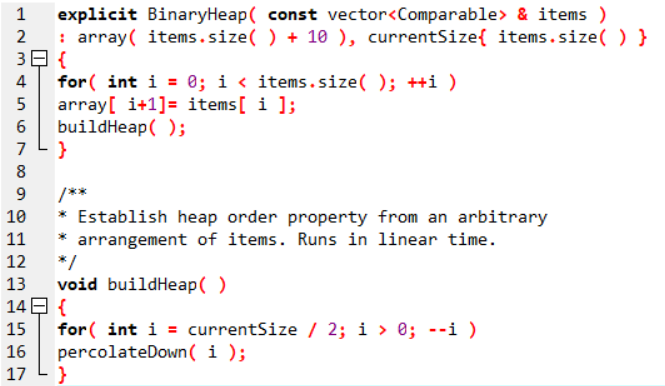 1 explicit BinaryHeap( const vector<Comparable> & items )
2 : array( items.size( ) + 10 ), currentSize{ items.size( ) }
3 {
4 for( int i = 0; i < items.size( ); ++i )
5 array[ i+1]= items[ i ];
6 buildHeap( );
7 }
8
9 /**
10 * Establish heap order property from an arbitrary
11 * arrangement of items. Runs in linear time.
12 */
13 void buildHeap( )
14 {
15 for( int i = currentSize / 2; i > 0; --i )
16 percolateDown( i );
17 }